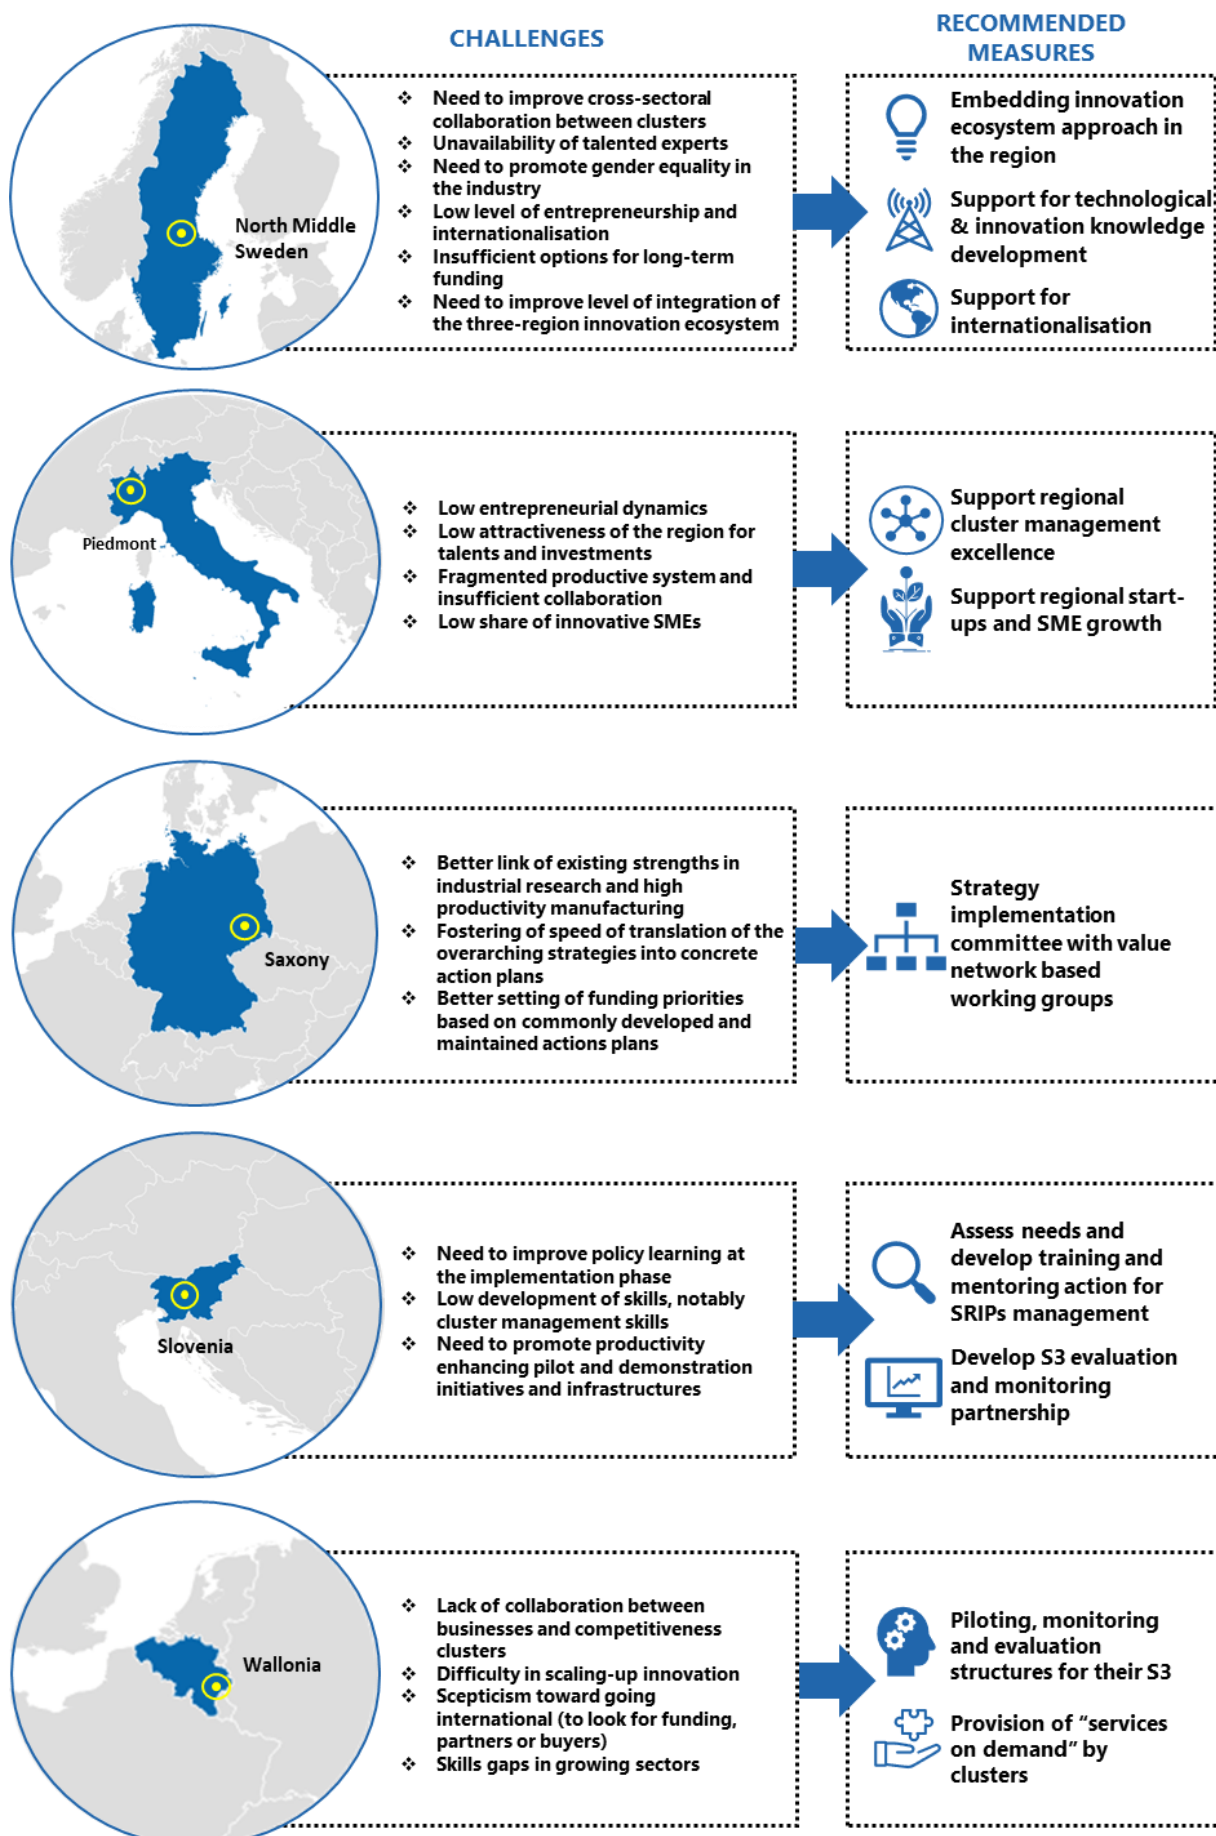 CHALLENGES
RECOMMENDED
MEASURES
North Middle
Sweden
❖ Need to improve cross-sectoral
collaboration between clusters
❖ Unavailability of talented experts
❖ Need to promote gender equality in
the industry
❖ Low level of entrepreneurship and
internationalisation
❖ Insufficient options for long-term
funding
❖ Need to improve level of integration of
the three-region innovation ecosystem
Embedding innovation
ecosystem approach in
the region
Support for technological
& innovation knowledge
development
Support for
internationalisation
Piedmont
❖ Low entrepreneurial dynamics
❖ Low attractiveness of the region for
talents and investments
❖ Fragmented productive system and
insufficient collaboration
❖ Low share of innovative SMEs
Support regional
cluster management
excellence
Support regional start-
ups and SME growth
Saxony
❖ Better link of existing strengths in
industrial research and high
productivity manufacturing
❖ Fostering of speed of translation of the
overarching strategies into concrete
action plans
❖ Better setting of funding priorities
based on commonly developed and
maintained actions plans
Strategy
implementation
committee with value
network based
working groups
Slovenia
❖ Need to improve policy learning at
the implementation phase
❖ Low development of skills, notably
cluster management skills
❖ Need to promote productivity
enhancing pilot and demonstration
initiatives and infrastructures
Assess needs and
develop training and
mentoring action for
SRIPs management
Develop S3 evaluation
and monitoring
partnership
Wallonia
❖ Lack of collaboration between
businesses and competitiveness
clusters
❖ Difficulty in scaling-up innovation
❖ Scepticism toward going
international (to look for funding,
partners or buyers)
❖ Skills gaps in growing sectors
Piloting, monitoring
and evaluation
structures for their S3
Provision of “services
on demand” by
clusters